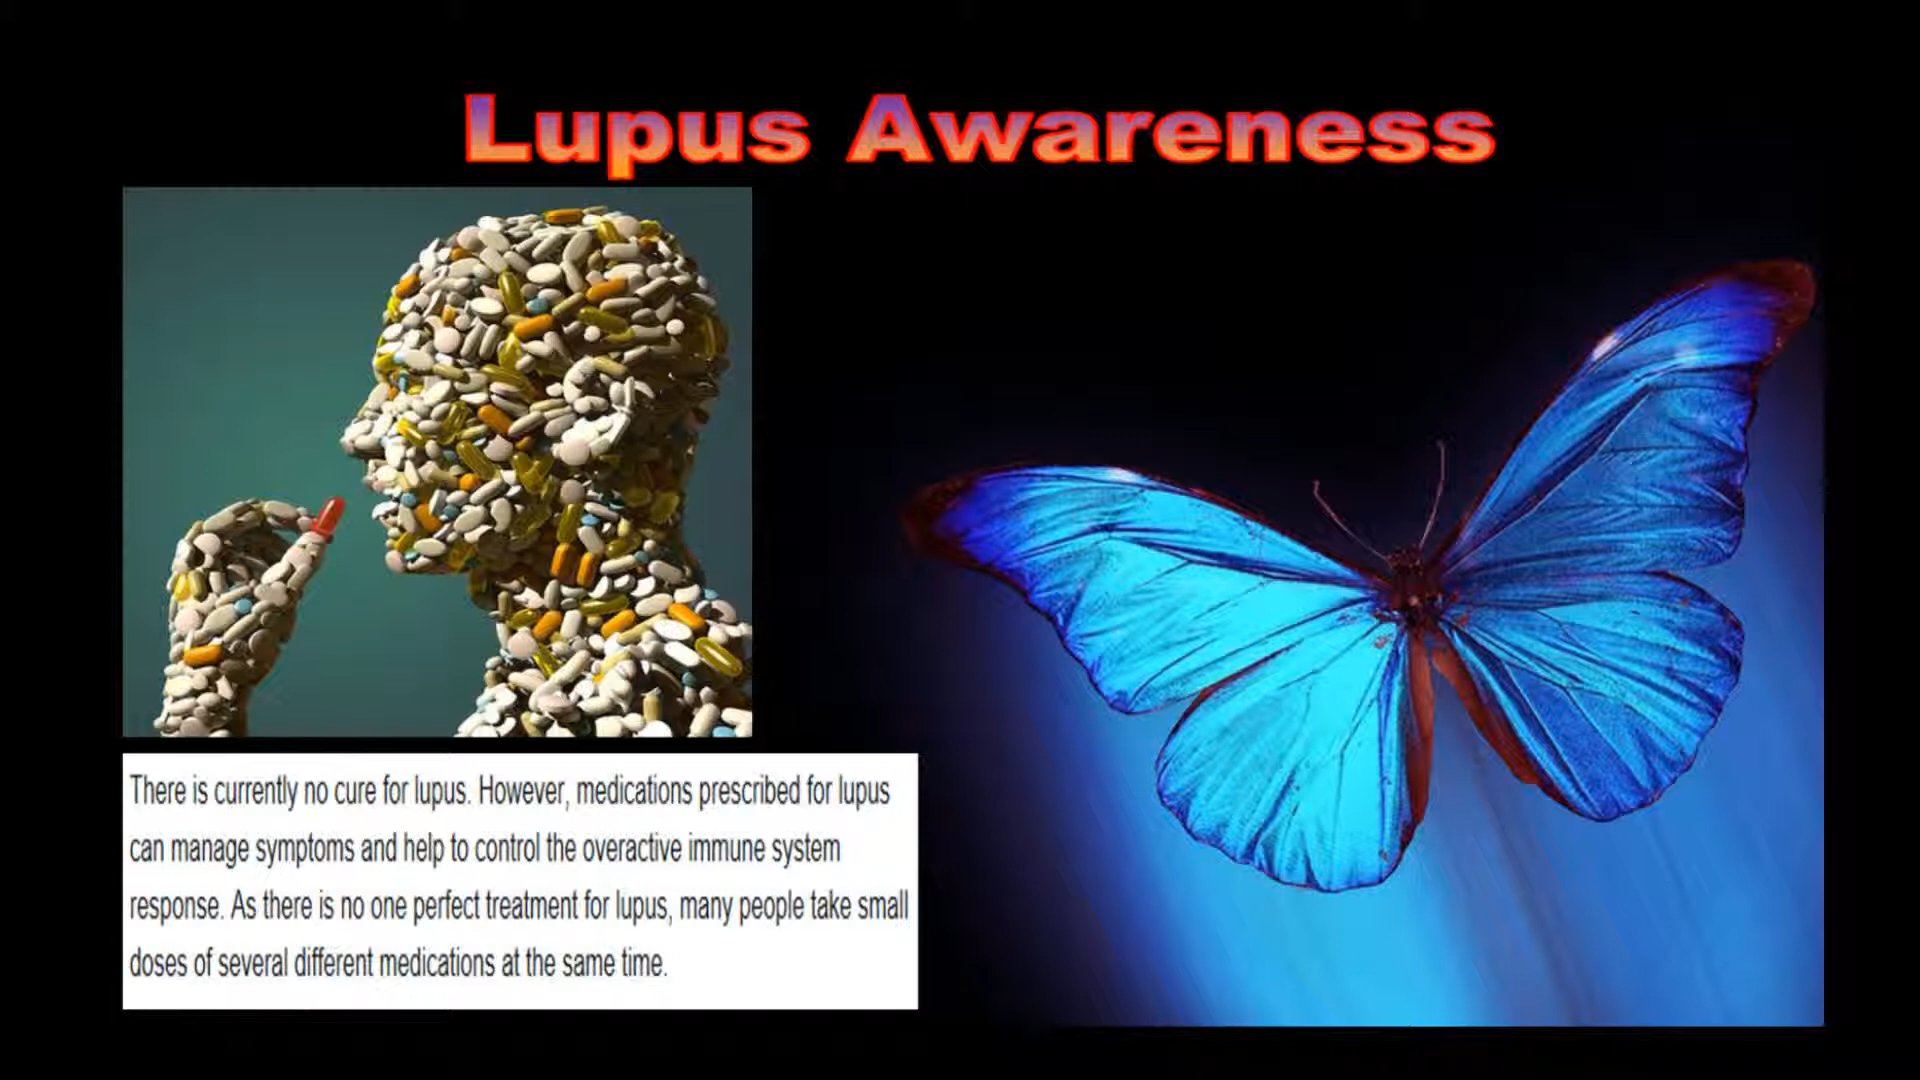 Lupus Awareness
There is currently no cure for lupus. However, medications prescribed for lupus
can manage symptoms and help to control the overactive immune system
response. As there is no one perfect treatment for lupus, many people take small
doses of several different medications at the same time.